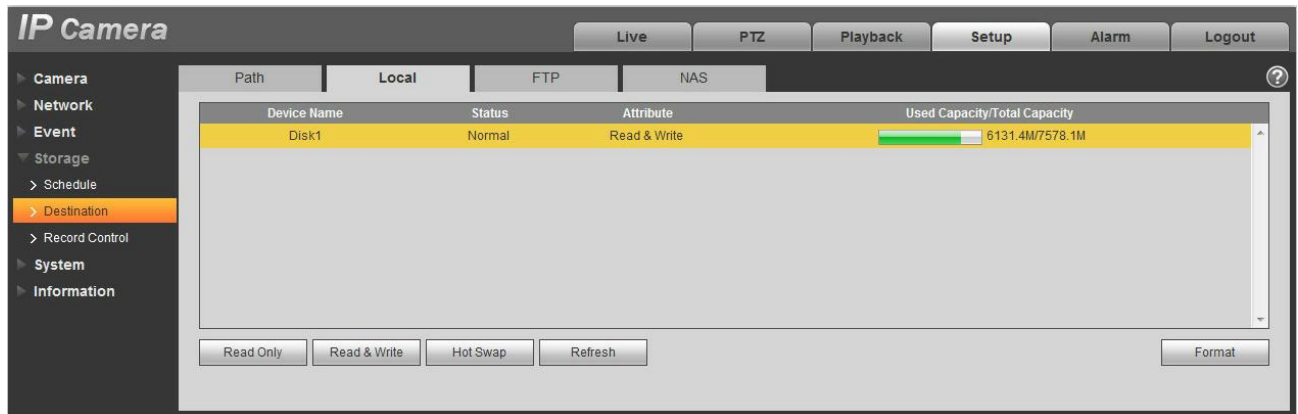 IP Camera
Live PTZ Playback Setup Alarm Logout
Camera
Network
Event
Storage
Schedule
Destination
Record Control
System
Information
Path Local FTP NAS ?
Device Name Status Attribute Used Capacity/Total Capacity
Disk1 Normal Read & Write 6131.4M/7578.1M
Read Only Read & Write Hot Swap Refresh Format